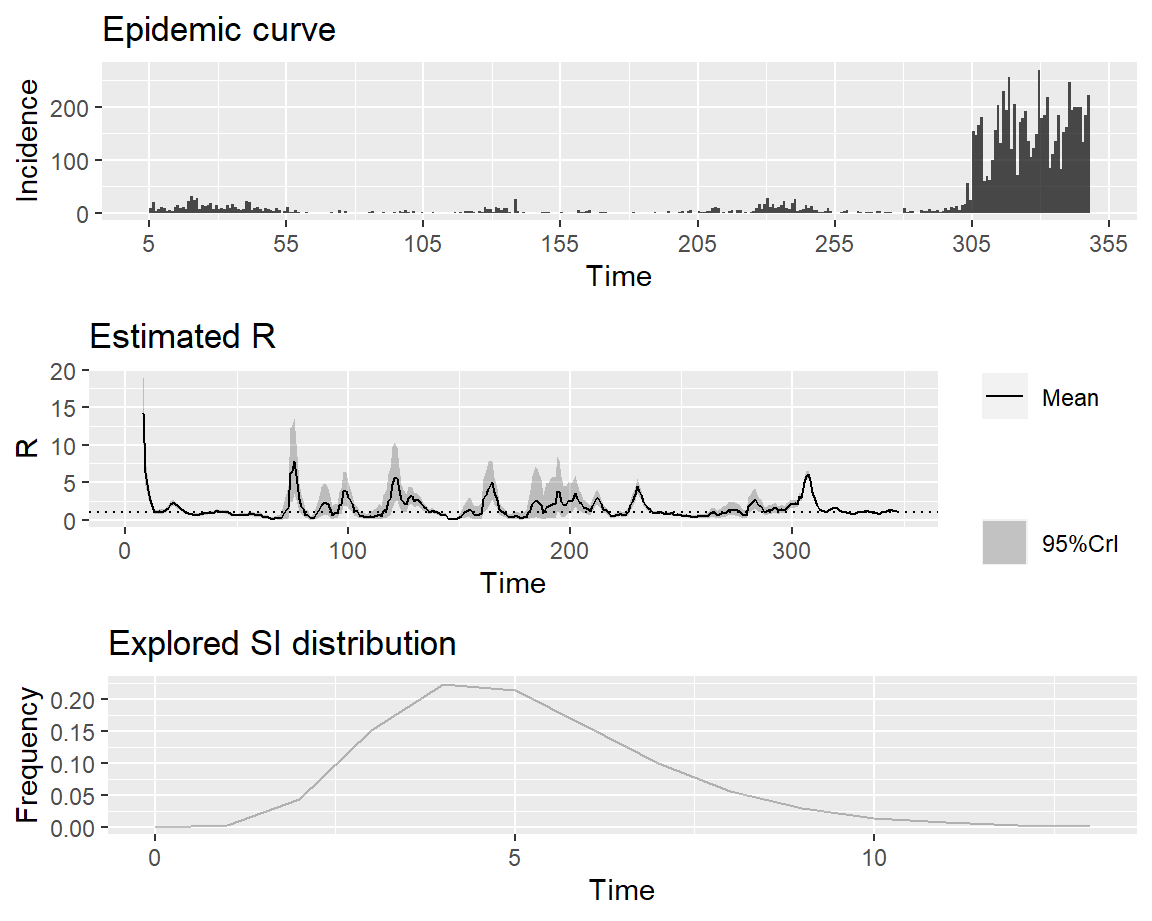 Epidemic curve
Incidence
200
100
0
5 55 105 155 205 255 305 355
Time
Estimated R
R
20
15
10
5
0
0 100 200 300
Time
Mean
95%CrI
Explored SI distribution
Frequency
0.20
0.15
0.10
0.05
0.00
0 5 10
Time